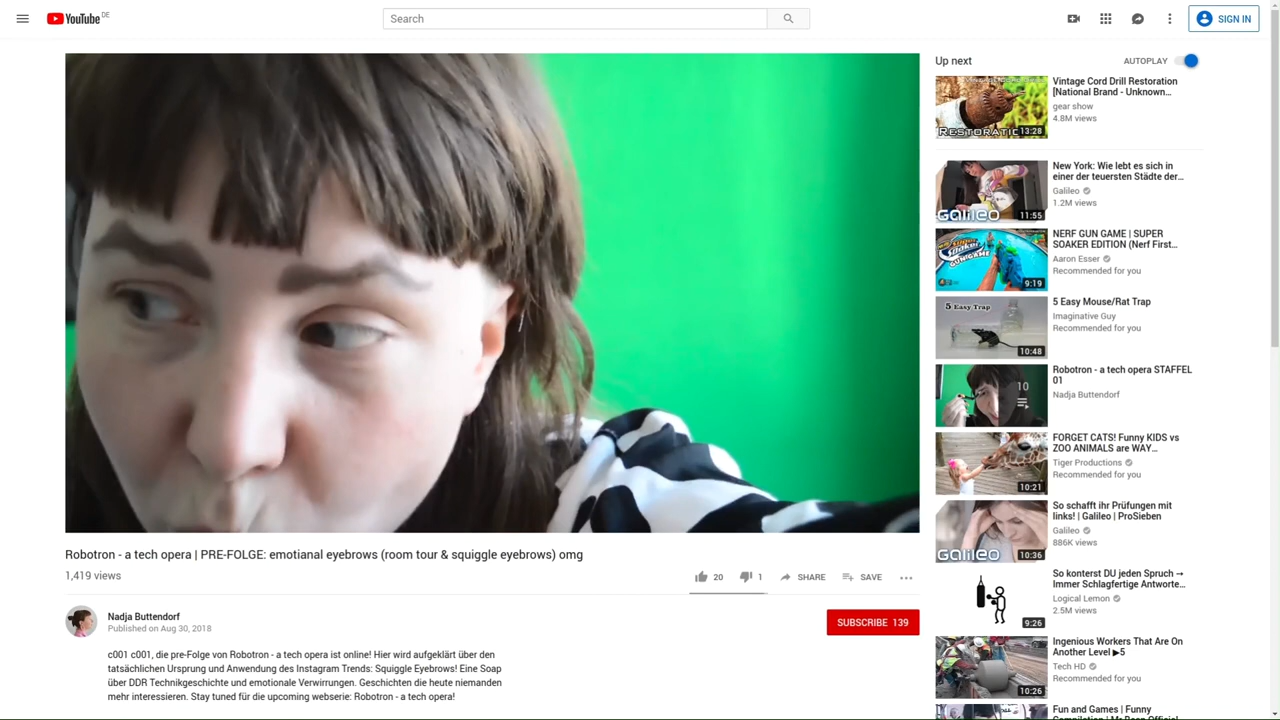 YouTube DE
Search
SIGN IN
Up next
AUTOPLAY
Vintage Cord Drill Restoration
[National Brand - Unknown...
gear show
4.8M views
13:28
New York: Wie lebt es sich in
einer der teuersten Städte der...
Galileo
1.2M views
Galileo
11:55
NERF GUN GAME | SUPER
SOAKER EDITION (Nerf First...
Aaron Esser
Recommended for you
9:19
5 Easy Mouse/Rat Trap
Imaginative Guy
Recommended for you
5 Easy Trap
10:48
Robotron - a tech opera STAFFEL
01
Nadja Buttendorf
10
FORGET CATS! Funny KIDS vs
ZOO ANIMALS are WAY...
Tiger Productions
Recommended for you
10:21
So schafft ihr Prüfungen mit
links! | Galileo | ProSieben
Galileo
886K views
Galileo
10:36
So konterst DU jeden Spruch →
Immer Schlagfertige Antworte...
Logical Lemon
2.5M views
9:26
Ingenious Workers That Are On
Another Level ▶5
Tech HD
Recommended for you
10:26
Fun and Games | Funny
Robotron - a tech opera | PRE-FOLGE: emotianal eyebrows (room tour & squiggle eyebrows) omg
1,419 views
20
1
SHARE
SAVE
Nadja Buttendorf
Published on Aug 30, 2018
SUBSCRIBE 139
c001 c001, die pre-Folge von Robotron - a tech opera ist online! Hier wird aufgeklärt über den
tatsächlichen Ursprung und Anwendung des Instagram Trends: Squiggle Eyebrows! Eine Soap
über DDR Technikgeschichte und emotionale Verwirrungen. Geschichten die heute niemanden
mehr interessieren. Stay tuned für die upcoming webserie: Robotron - a tech opera!